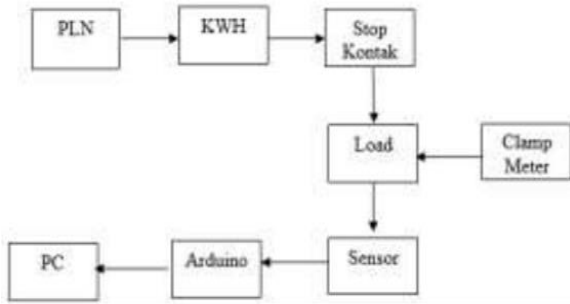 PLN
KWH
Stop
Kontak
Load
Clamp
Meter
PC
Arduino
Sensor